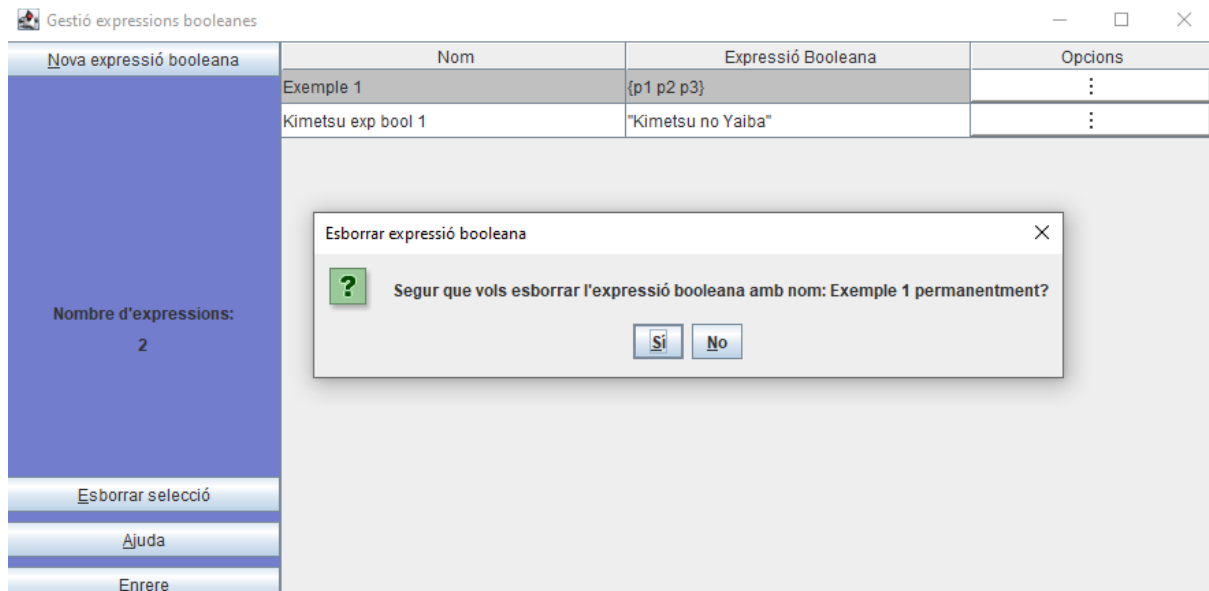 Gestió expressions booleanes
Nova expressió booleana
Nom
Expressió Booleana
Opcions
Exemple 1
{p1 p2 p3}
Kimetsu exp bool 1
"Kimetsu no Yaiba"
Esborrar expressió booleana
Segur que vols esborrar l'expressió booleana amb nom: Exemple 1 permanentment?
Sí
No
Nombre d'expressions:
2
Esborrar selecció
Ajuda
Enrere